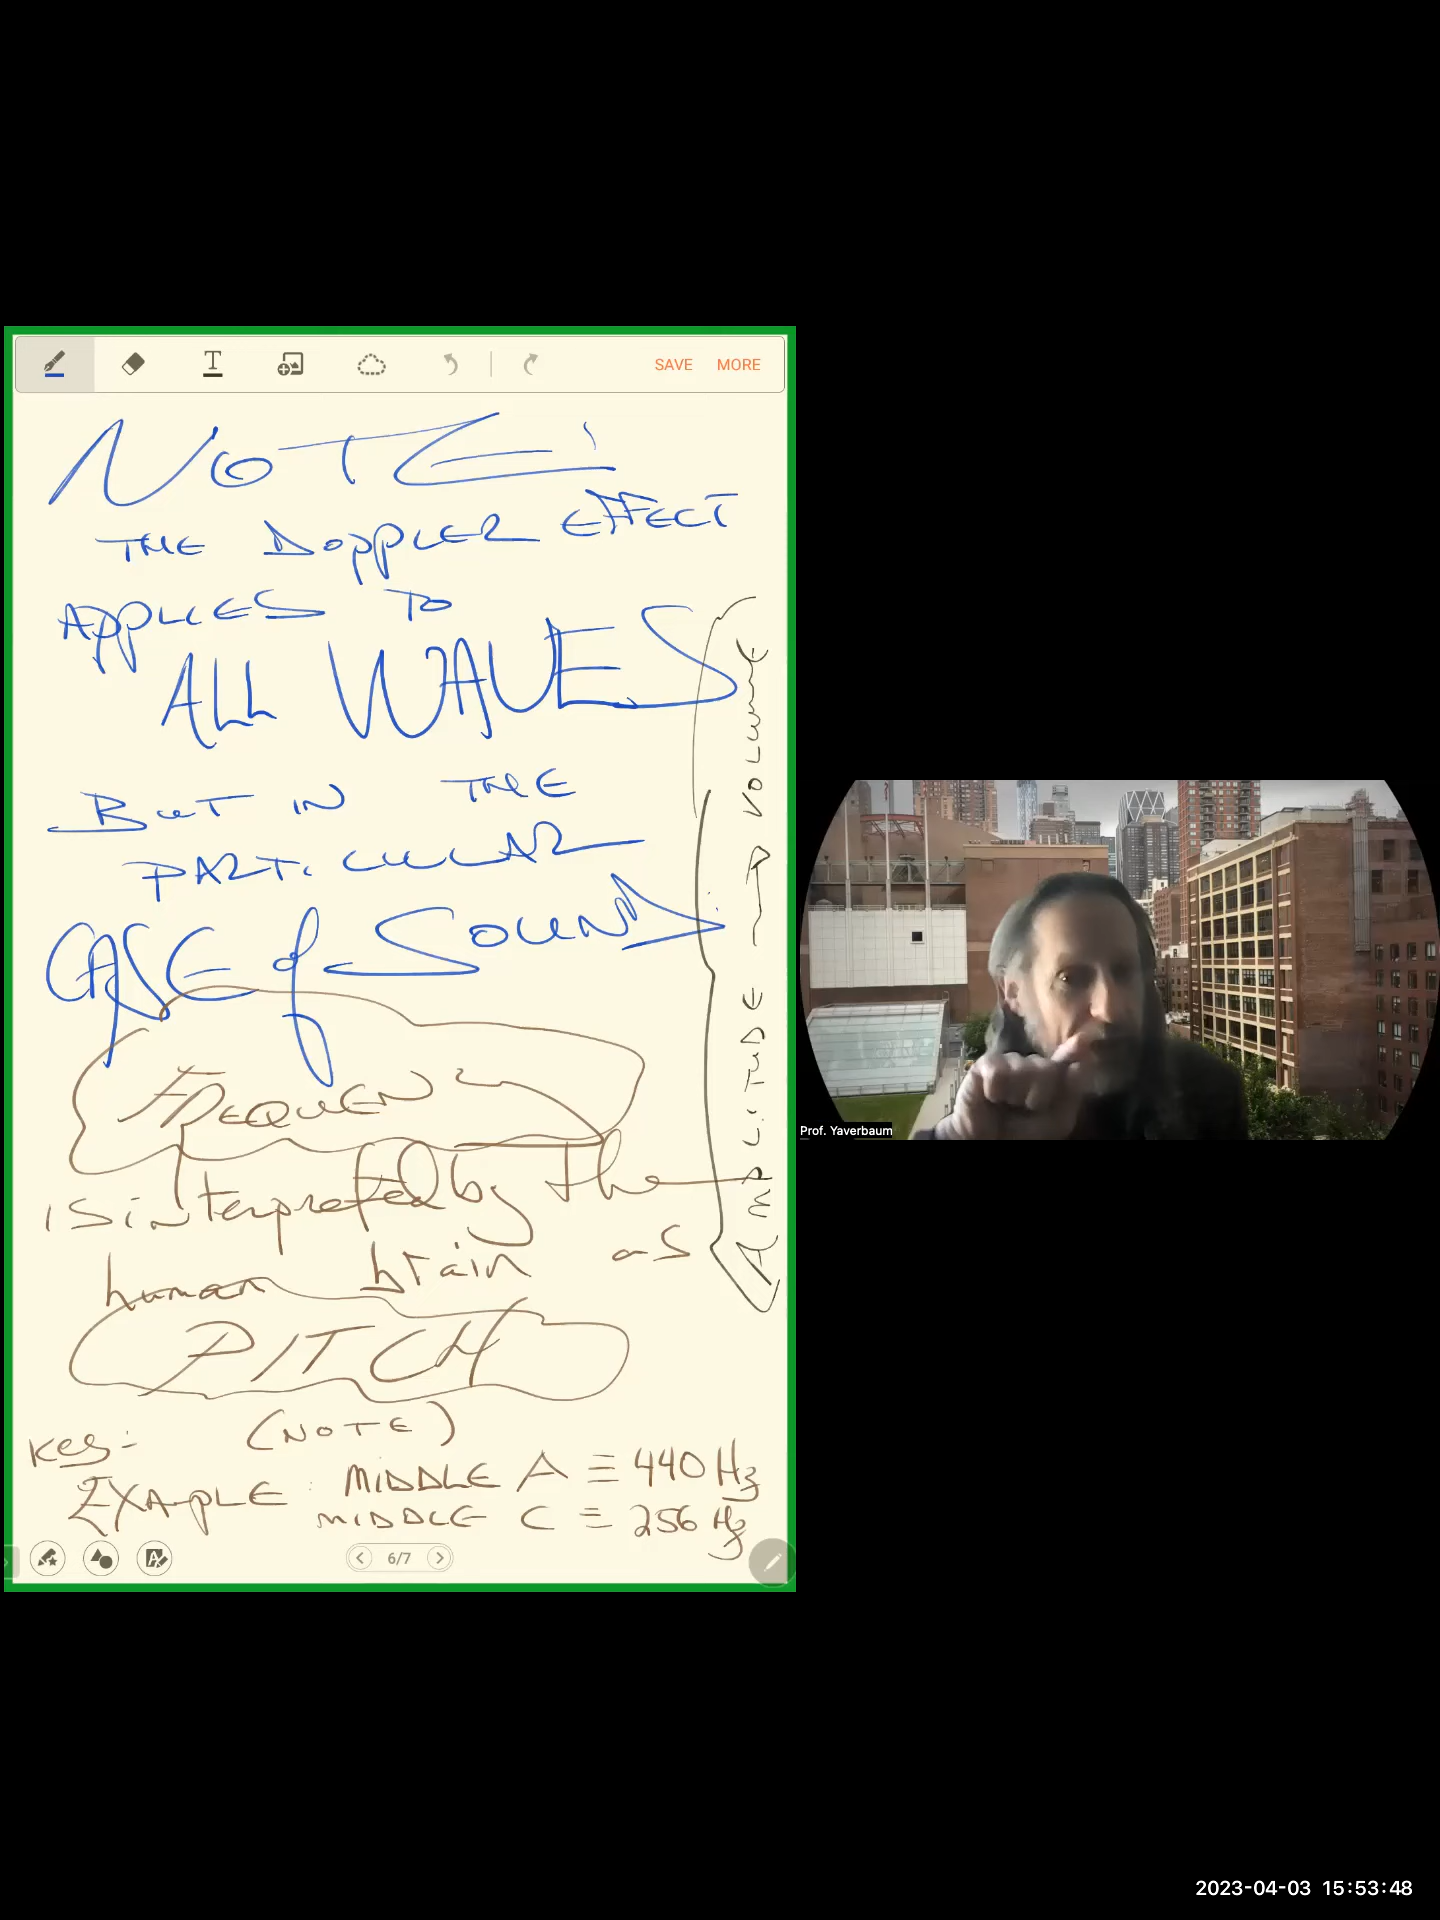 SAVE MORE
NOTE:
THE DOPPLER EFFECT
APPLIES TO
ALL WAVES
BUT IN THE
PARTICULAR
CASE of SOUND:
FREQUENCY
is interpreted by the
human brain as
PITCH
(NOTE)
Key:
EXAMPLE: MIDDLE A ≡ 440 Hz
MIDDLE C ≡ 256 Hz
AMPLITUDE → VOLUME
6/7
Prof. Yaverbaum
2023-04-03 15:53:48